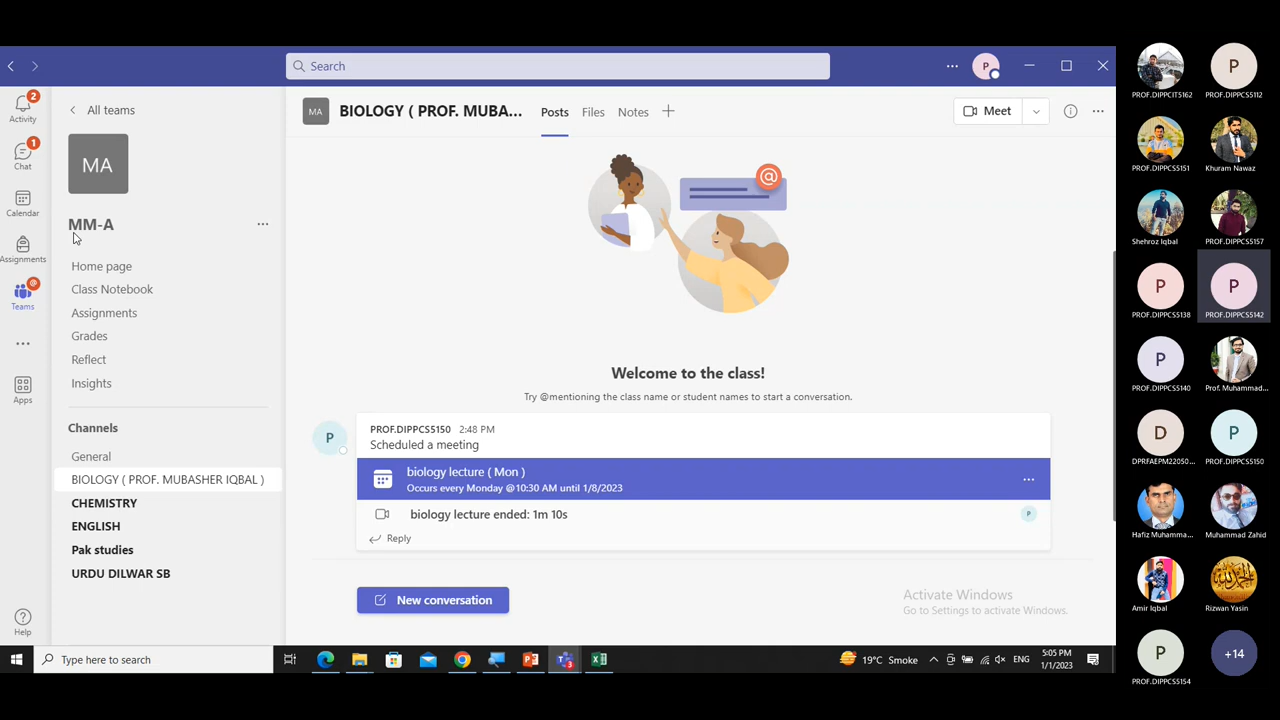 Search
P
2
Activity
1
Chat
Calendar
Assignments
@
Teams
Apps
Help
All teams
MA
MM-A
Home page
Class Notebook
Assignments
Grades
Reflect
Insights
Channels
General
BIOLOGY ( PROF. MUBASHER IQBAL )
CHEMISTRY
ENGLISH
Pak studies
URDU DILWAR SB
MA
BIOLOGY ( PROF. MUBA...
Posts
Files
Notes
Meet
@
Welcome to the class!
Try @mentioning the class name or student names to start a conversation.
P
PROF.DIPPCS5150 2:48 PM
Scheduled a meeting
biology lecture ( Mon )
Occurs every Monday @10:30 AM until 1/8/2023
biology lecture ended: 1m 10s
P
Reply
New conversation
Activate Windows
Go to Settings to activate Windows.
Type here to search
3
19°C Smoke
ENG
5:05 PM
1/1/2023
PROF.DIPPCIT5162
P
PROF.DIPPCS5112
PROF.DIPPCS5151
Khuram Nawaz
Shehroz Iqbal
PROF.DIPPCS5157
P
PROF.DIPPCS5138
P
PROF.DIPPCS5142
P
PROF.DIPPCS5140
Prof. Muhammad...
D
DPRFAEPM22050...
P
PROF.DIPPCS5150
Hafiz Muhamma...
Muhammad Zahid
Amir Iqbal
Rizwan Yasin
P
PROF.DIPPCS5154
+14